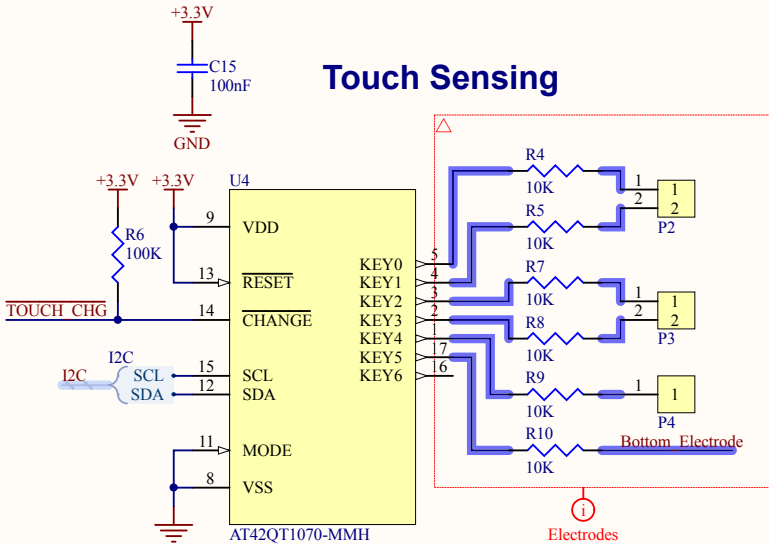 +3.3V
C15
100nF
GND
Touch Sensing
+3.3V
+3.3V
R6
100K
TOUCH CHG
I2C
I2C
SCL
SDA
U4
9
VDD
13
RESET
14
CHANGE
15
SCL
12
SDA
11
MODE
8
VSS
KEY0
5
KEY1
4
KEY2
3
KEY3
2
KEY4
1
KEY5
17
KEY6
16
AT42QT1070-MMH
R4
10K
R5
10K
1
1
2
2
P2
R7
10K
R8
10K
1
1
2
2
P3
R9
10K
1
1
P4
R10
10K
Bottom_Electrode
i
Electrodes